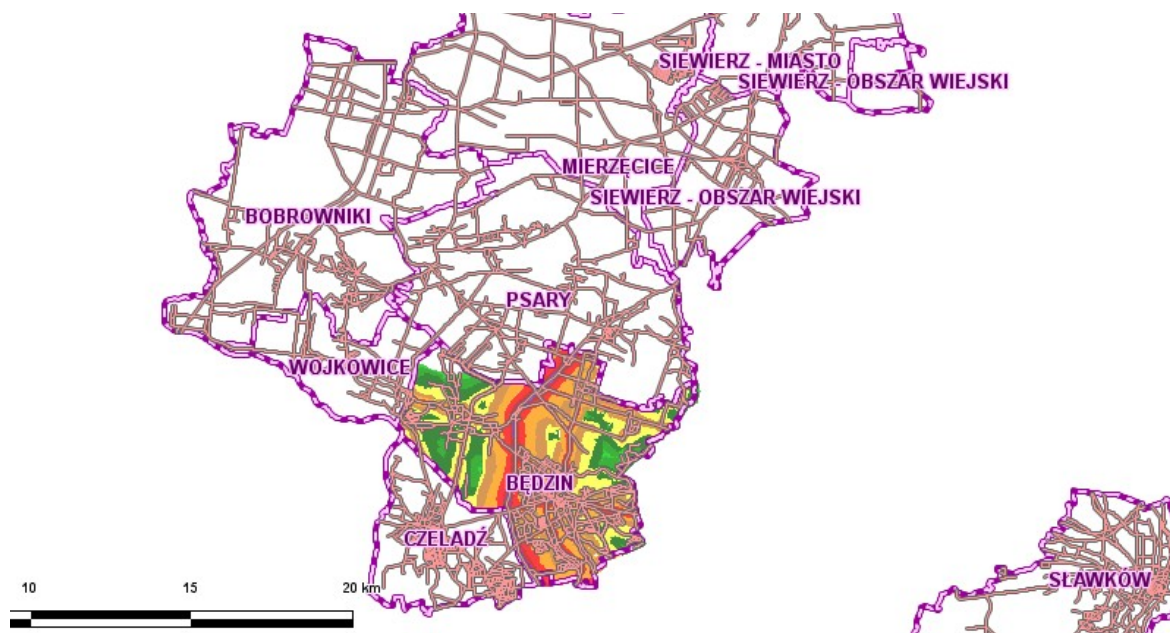 SIEWIERZ - MIASTO
SIEWIERZ - OBSZAR WIEJSKI
MIERZĘCICE
SIEWIERZ - OBSZAR WIEJSKI
BOBROWNIKI
PSARY
WOJKOWICE
BĘDZIN
CZELADŹ
SŁAWKÓW
10 15 20 km